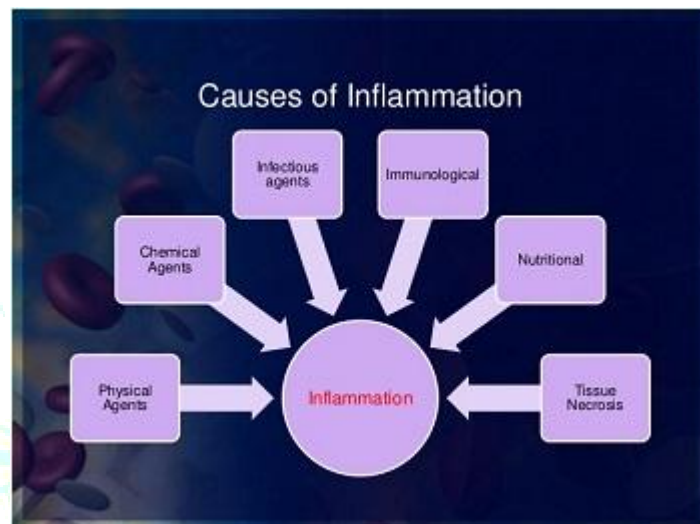 Causes of Inflammation
Infectious
agents
Immunological
Chemical
Agents
Nutritional
Physical
Agents
Inflammation
Tissue
Necrosis